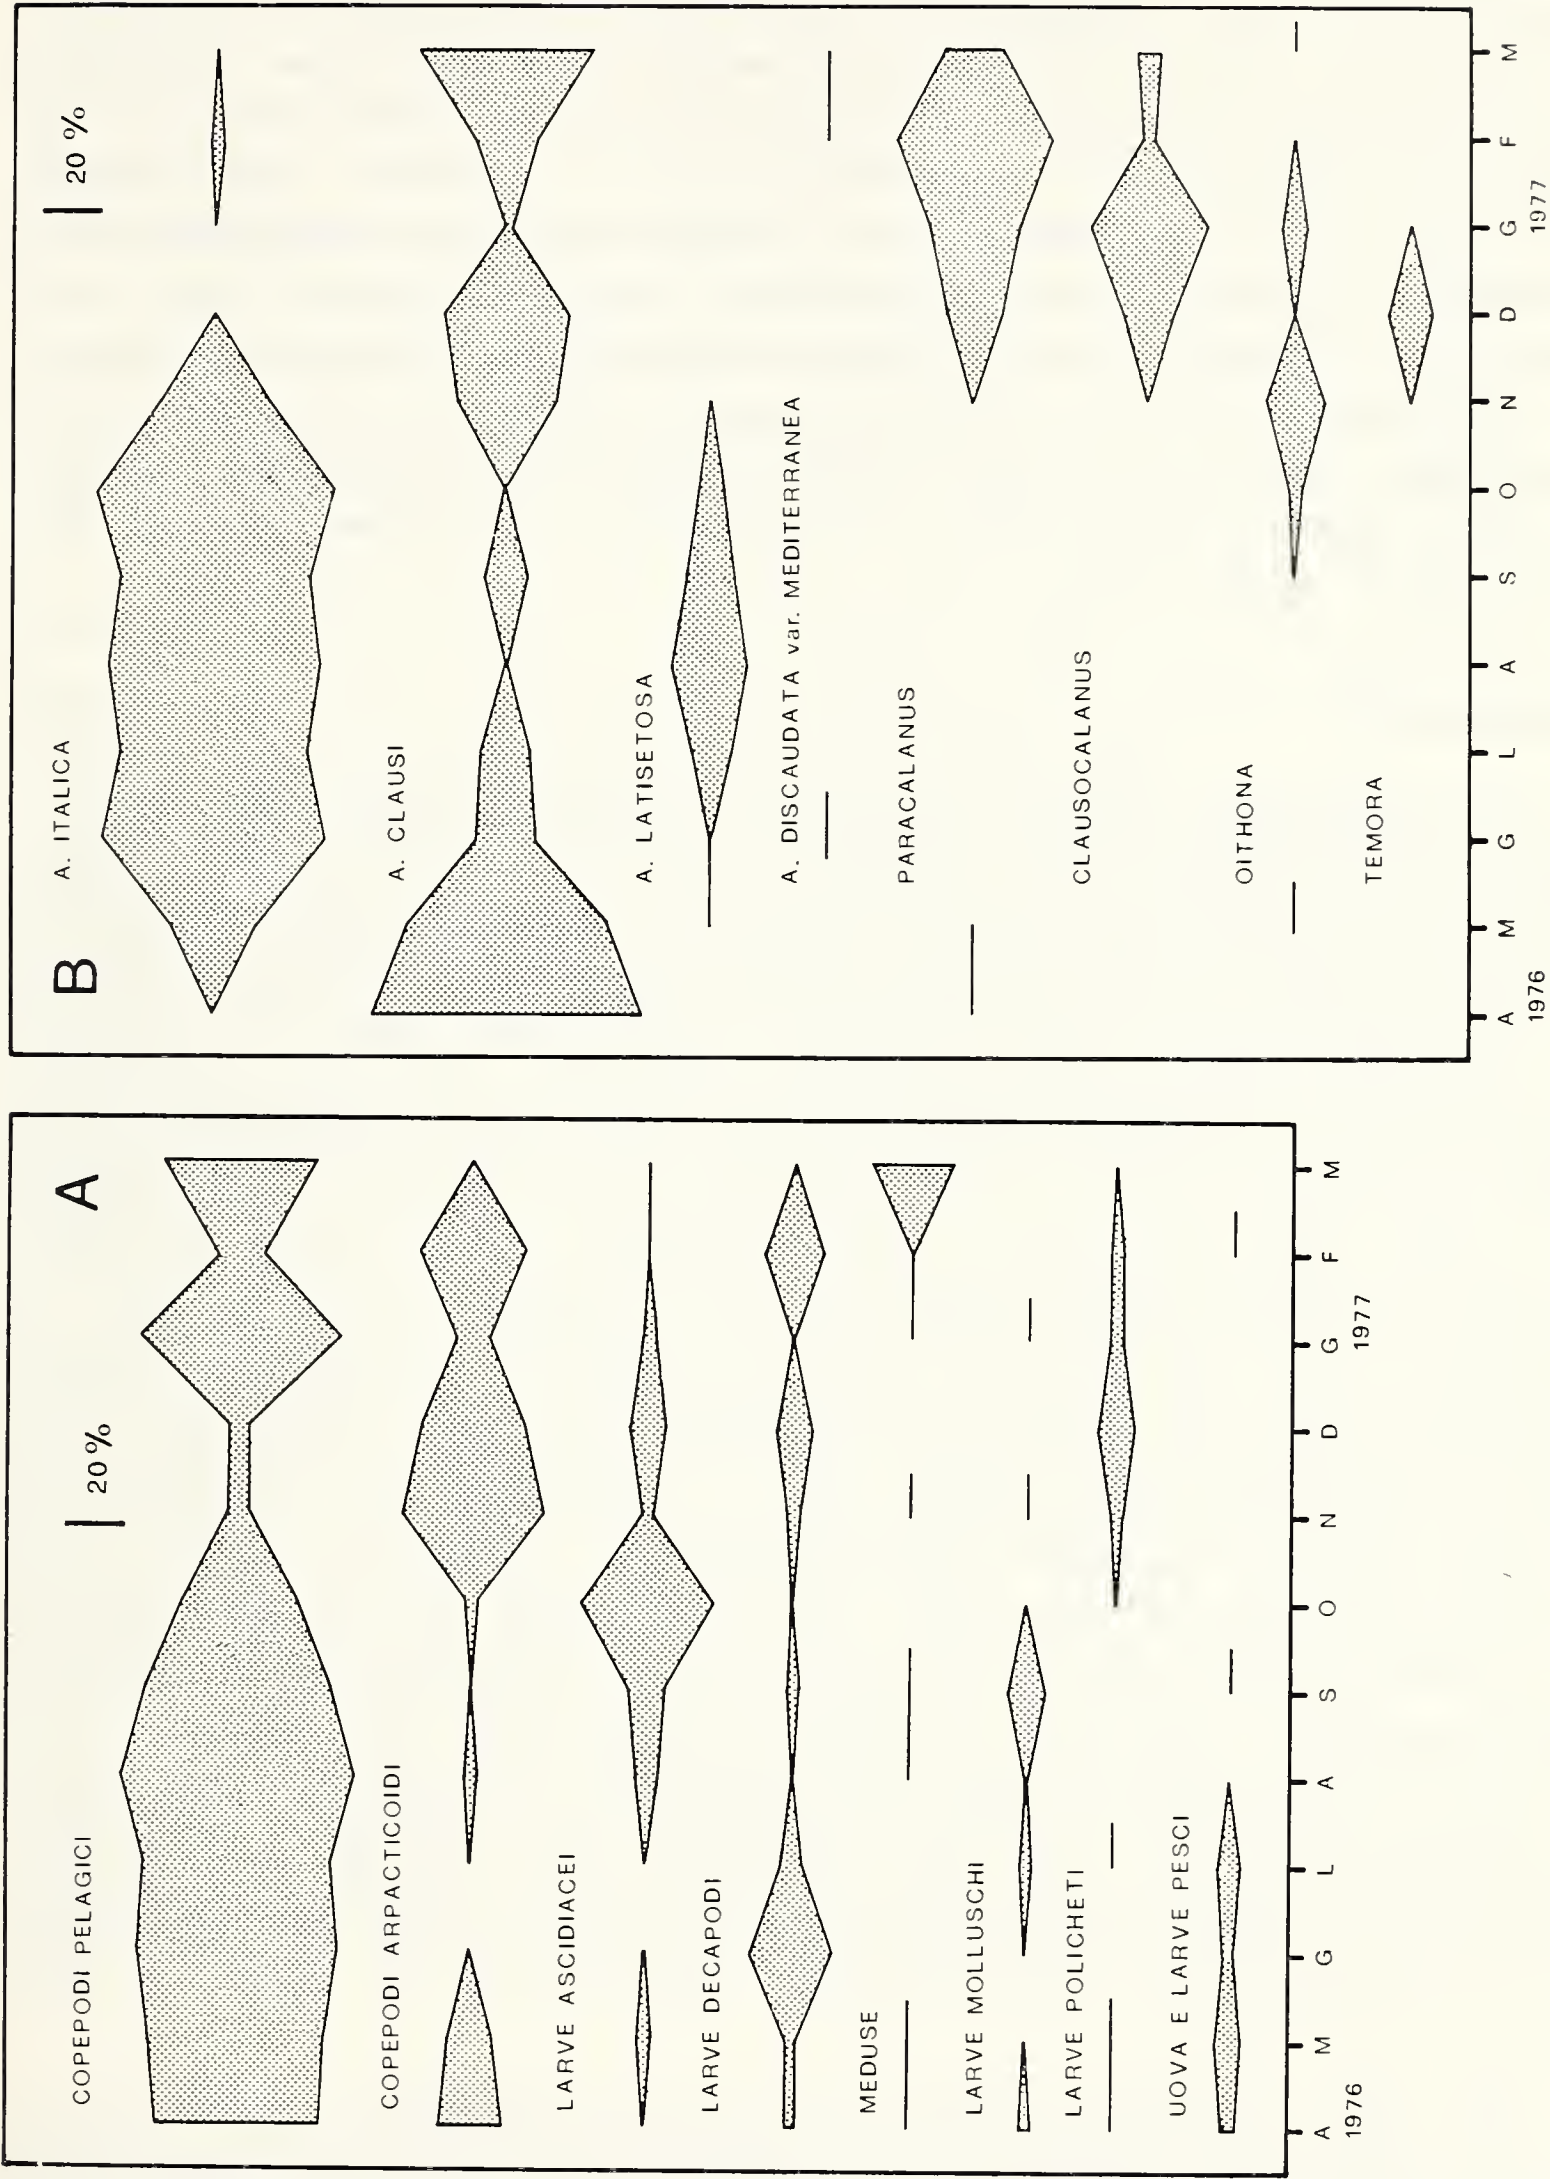 A
20 %
COPEPODI PELAGICI
COPEPODI ARPACTICOIDI
LARVE ASCIDIACEI
LARVE DECAPODI
MEDUSE
LARVE MOLLUSCHI
LARVE POLICHETI
UOVA E LARVE PESCI
A M G L A S O N D G F M
1976 1977
B
20 %
A. ITALICA
A. CLAUSI
A. LATISETOSA
A. DISCAUDATA var. MEDITERRANEA
PARACALANUS
CLAUSOCALANUS
OITHONA
TEMORA
A M G L A S O N D G F M
1976 1977